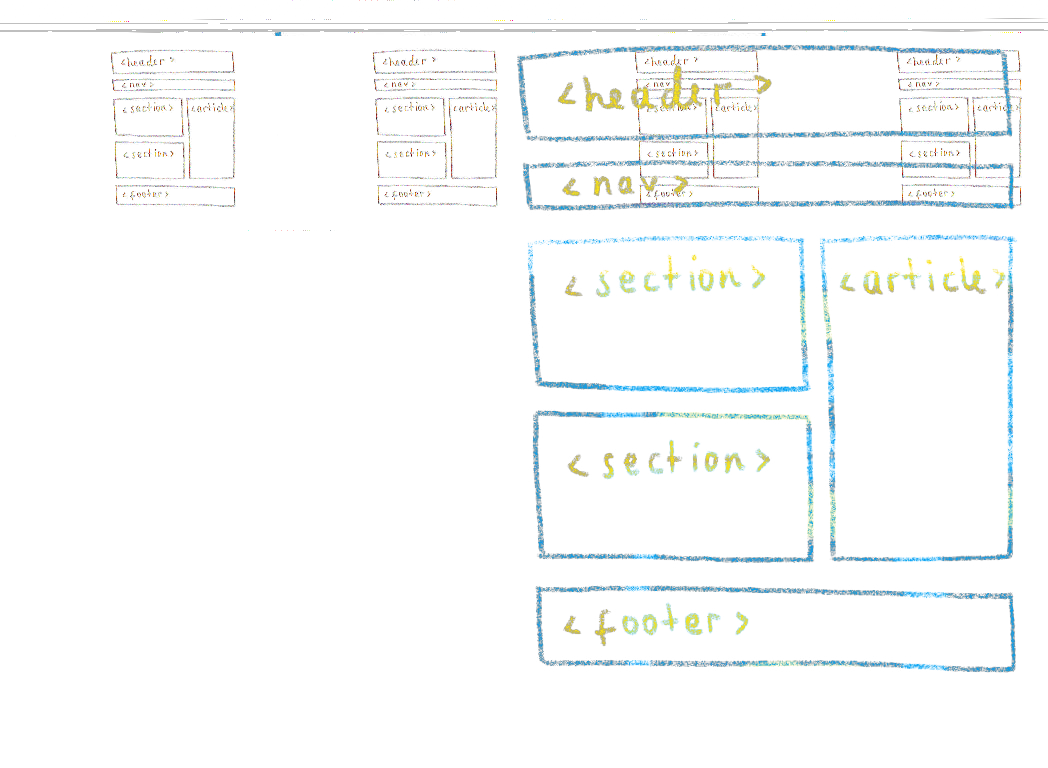 <header> <header> <header> <header>
<nav> <nav> <nav> <nav>
<section> <article> <section> <article> <section> <article> <section> <article>
<section> <section> <section> <section>
<footer> <footer> <footer> <footer>
<header>
<nav>
<section> <article>
<section>
<footer>